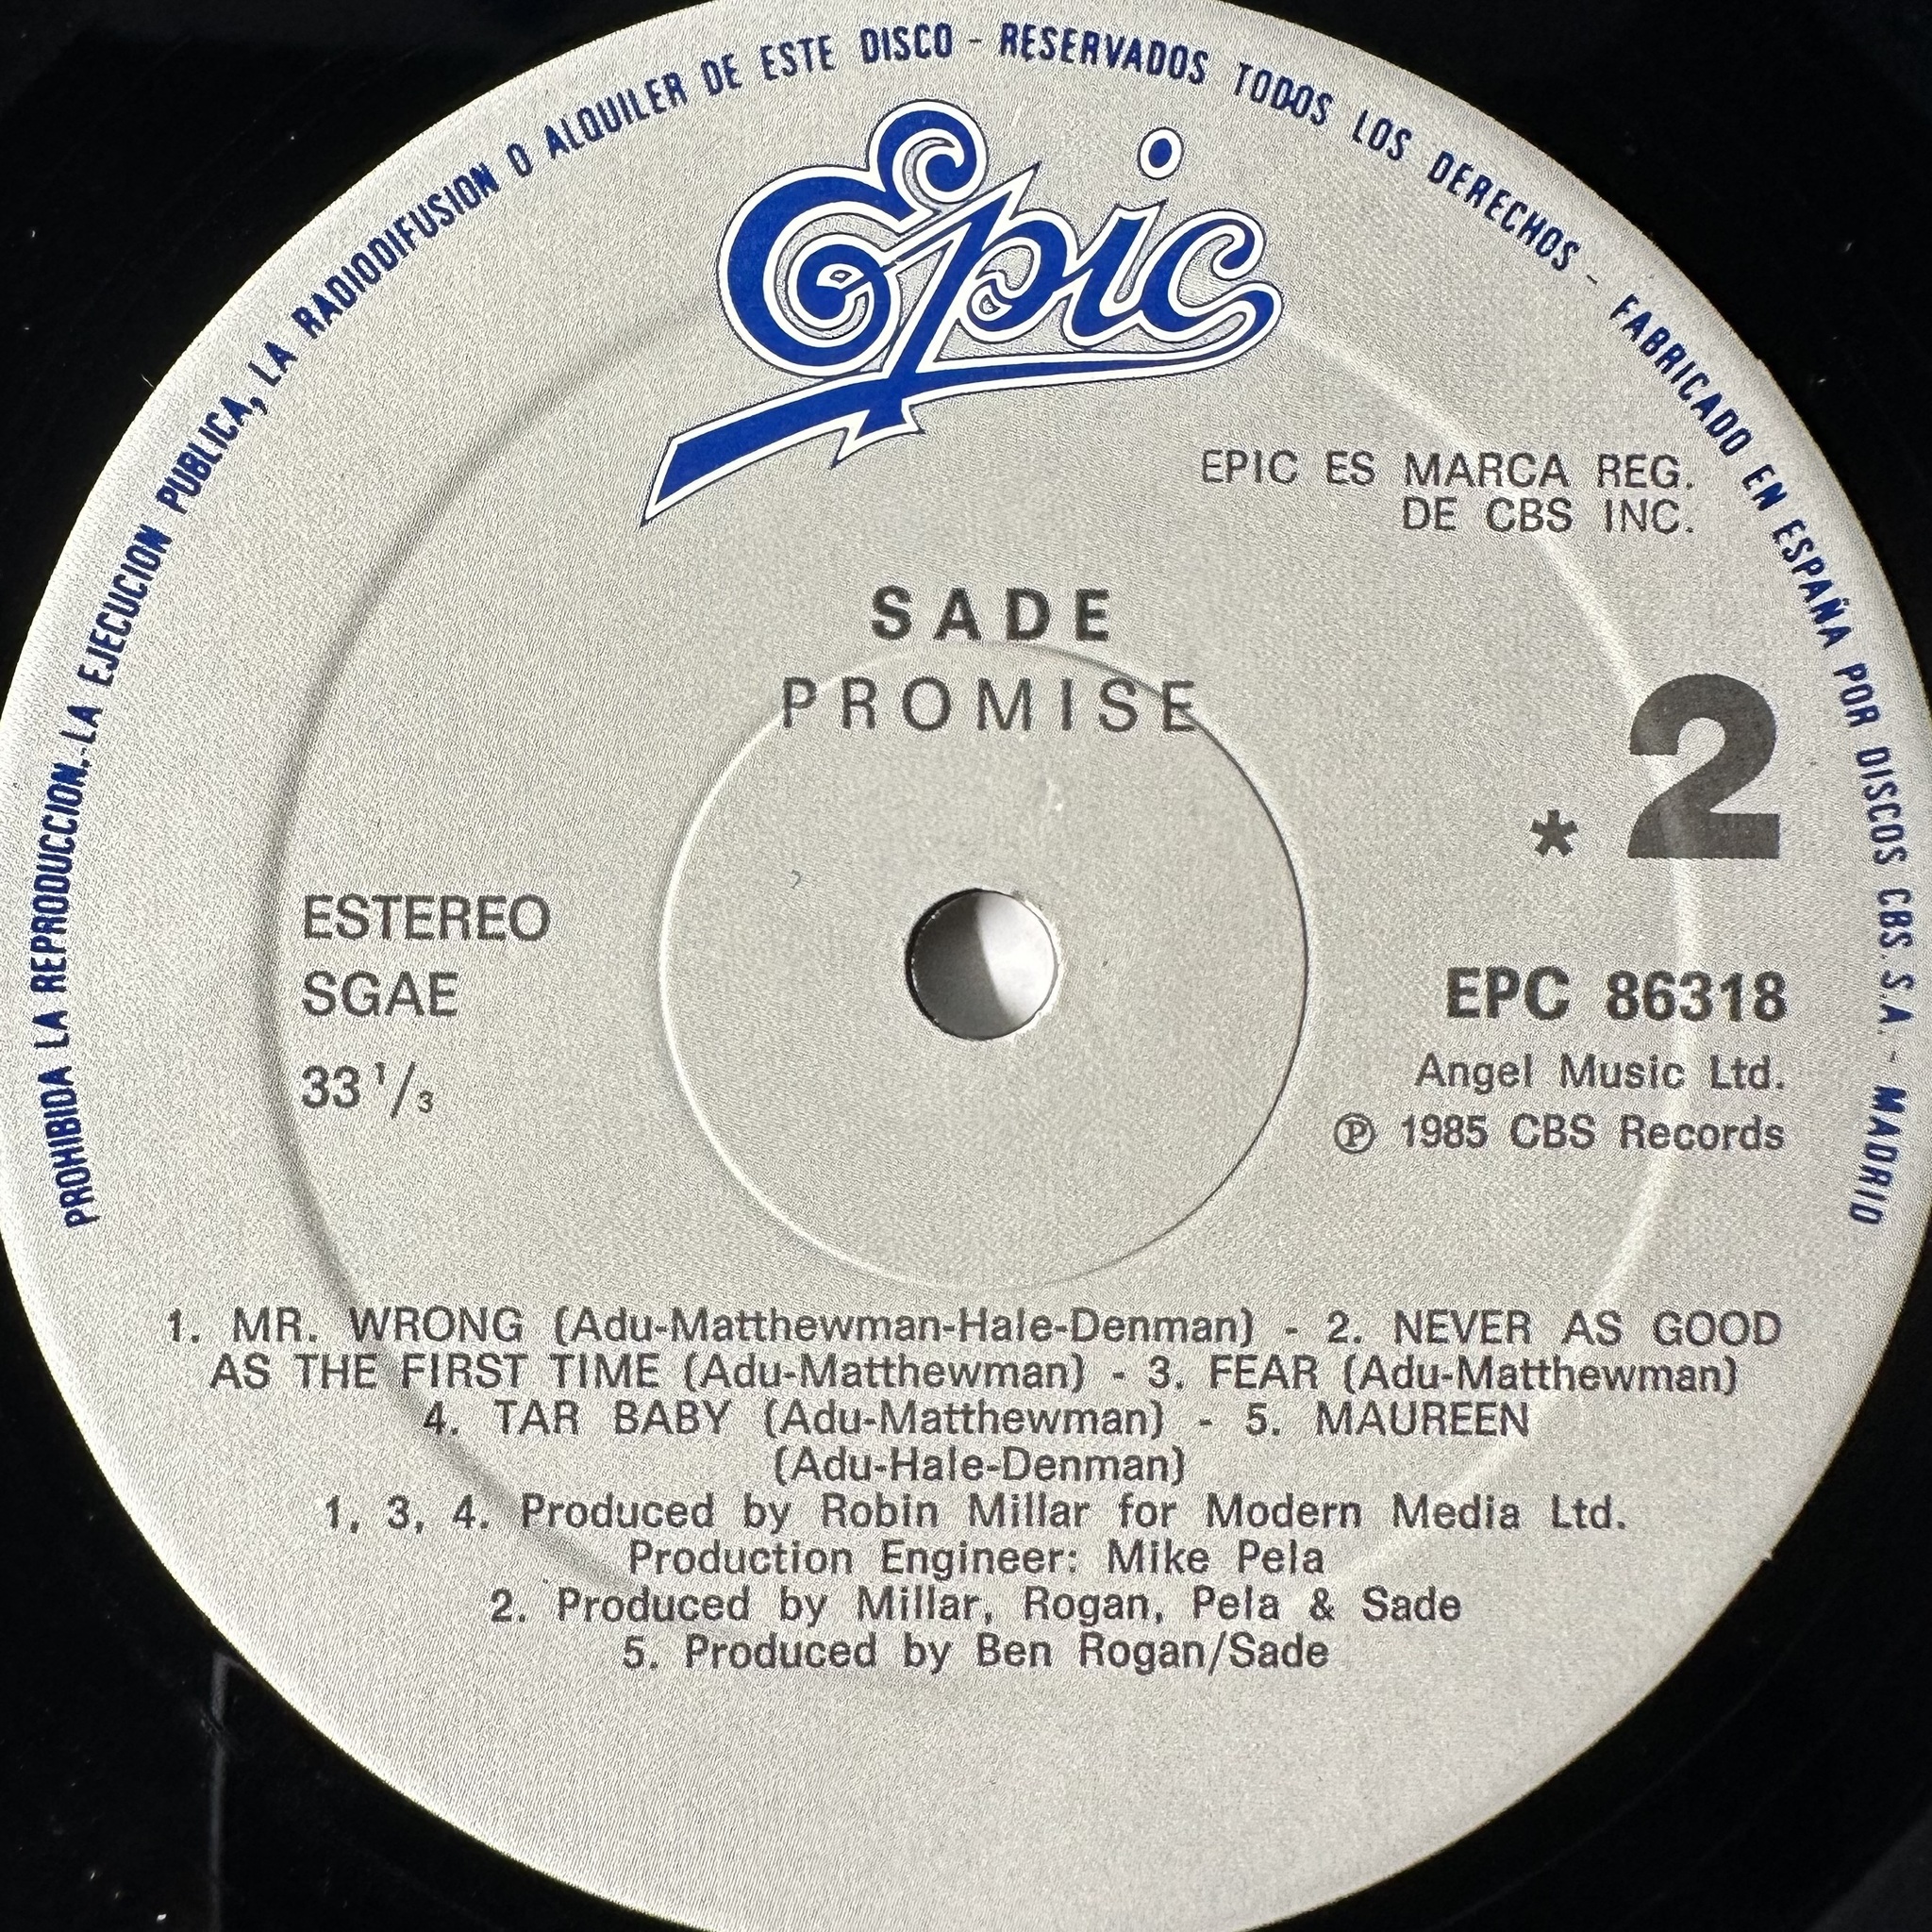 PROHIBIDA LA REPRODUCCION, LA EJECUCION PUBLICA, LA RADIODIFUSION O ALQUILER DE ESTE DISCO - RESERVADOS TODOS LOS DERECHOS - FABRICADO EN ESPAÑA POR DISCOS CBS. S.A. - MADRID
Epic
EPIC ES MARCA REG.
DE CBS INC.
SADE
PROMISE
* 2
ESTEREO
SGAE
33 1/3
EPC 86318
Angel Music Ltd.
Ⓟ 1985 CBS Records
1. MR. WRONG (Adu-Matthewman-Hale-Denman) - 2. NEVER AS GOOD
AS THE FIRST TIME (Adu-Matthewman) - 3. FEAR (Adu-Matthewman)
4. TAR BABY (Adu-Matthewman) - 5. MAUREEN
(Adu-Hale-Denman)
1, 3, 4. Produced by Robin Millar for Modern Media Ltd.
Production Engineer: Mike Pela
2. Produced by Millar, Rogan, Pela & Sade
5. Produced by Ben Rogan/Sade